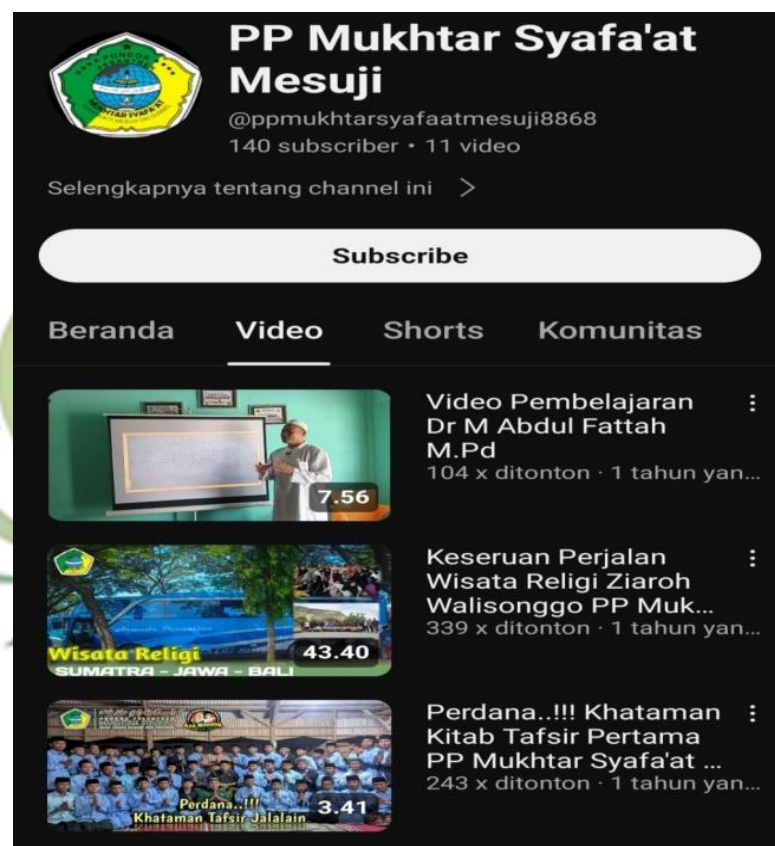 PP Mukhtar Syafa'at
Mesuji
@ppmukhtarsyafaatmesuji8868
140 subscriber • 11 video
Selengkapnya tentang channel ini >
Subscribe
Beranda Video Shorts Komunitas
Video Pembelajaran
Dr M Abdul Fattah
M.Pd
104 x ditonton · 1 tahun yan...
7.56
Keseruan Perjalan
Wisata Religi Ziaroh
Walisonggo PP Muk...
339 x ditonton · 1 tahun yan...
Wisata Religi
43.40
SUMATRA - JAWA - BALI
Perdana..!!! Khataman
Kitab Tafsir Pertama
PP Mukhtar Syafa'at ...
243 x ditonton · 1 tahun yan...
Perdana..!!!
Khataman Tafsir Jalalain
3.41